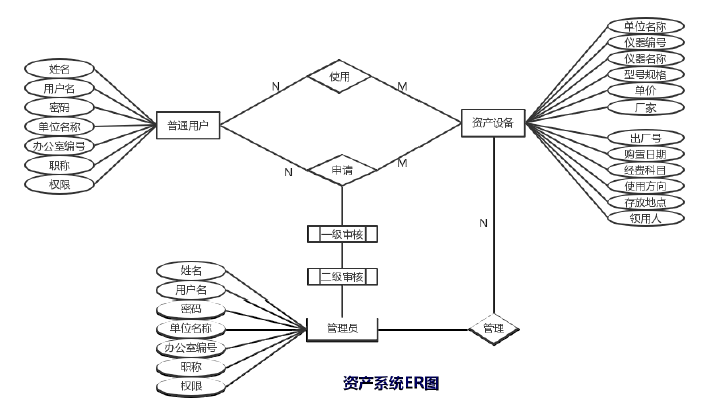 单位名称
仪器编号
仪器名称
型号规格
单价
厂家
出厂号
购置日期
经费科目
使用方向
存放地点
领用人
姓名
用户名
密码
单位名称
办公室编号
职称
权限
普通用户
N
使用
M
资产设备
N
申请
M
一级审核
二级审核
N
姓名
用户名
密码
单位名称
办公室编号
职称
权限
管理员
管理
资产系统ER图